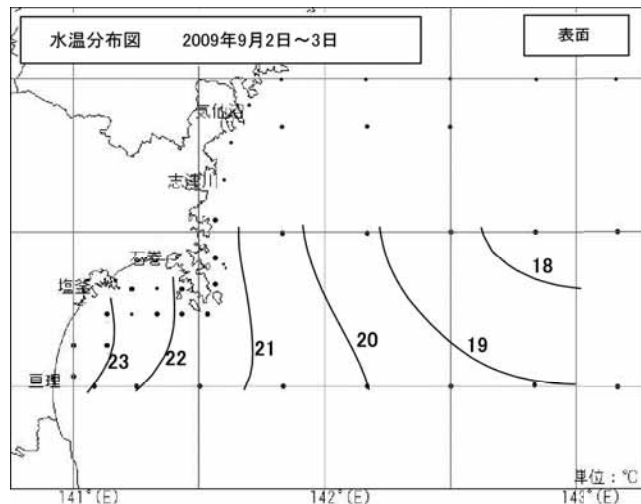 水温分布図 2009年9月2日～3日
表面
気仙沼
志津川
石巻
塩釜
亘理
18
19
20
21
22
23
単位：℃
141°(E) 142°(E) 143°(E)